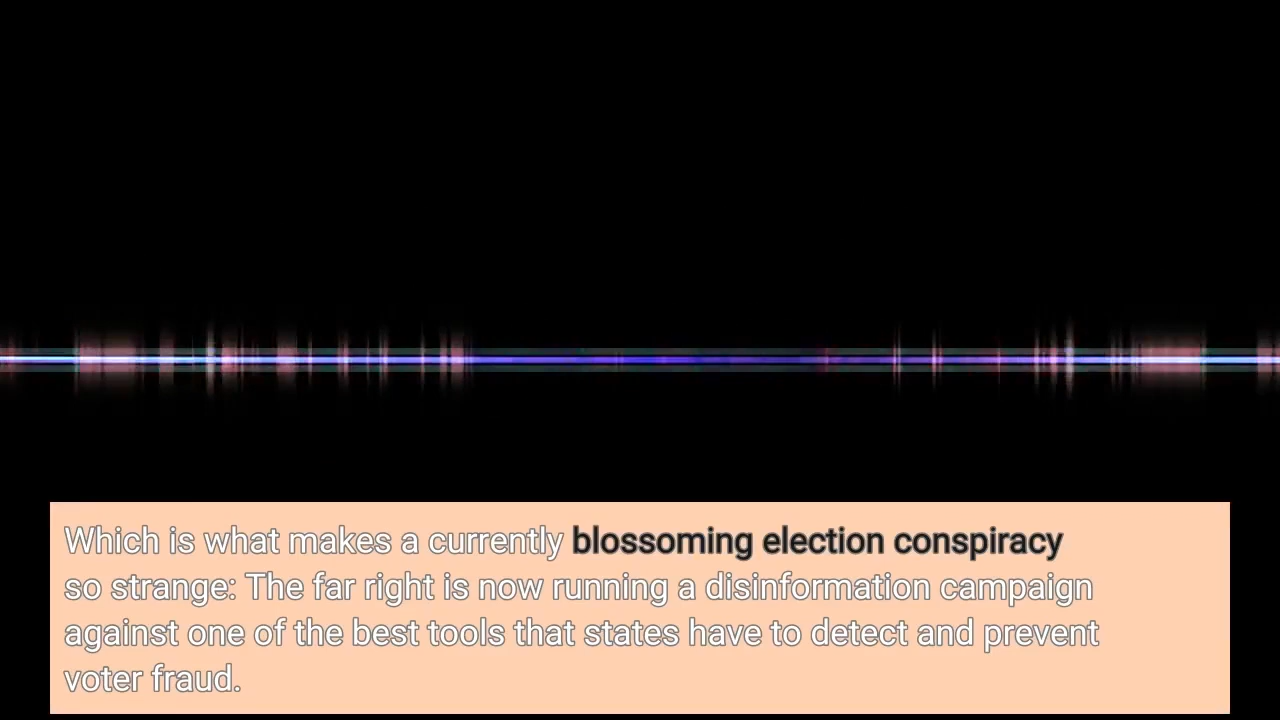 Which is what makes a currently blossoming election conspiracy
so strange: The far right is now running a disinformation campaign
against one of the best tools that states have to detect and prevent
voter fraud.